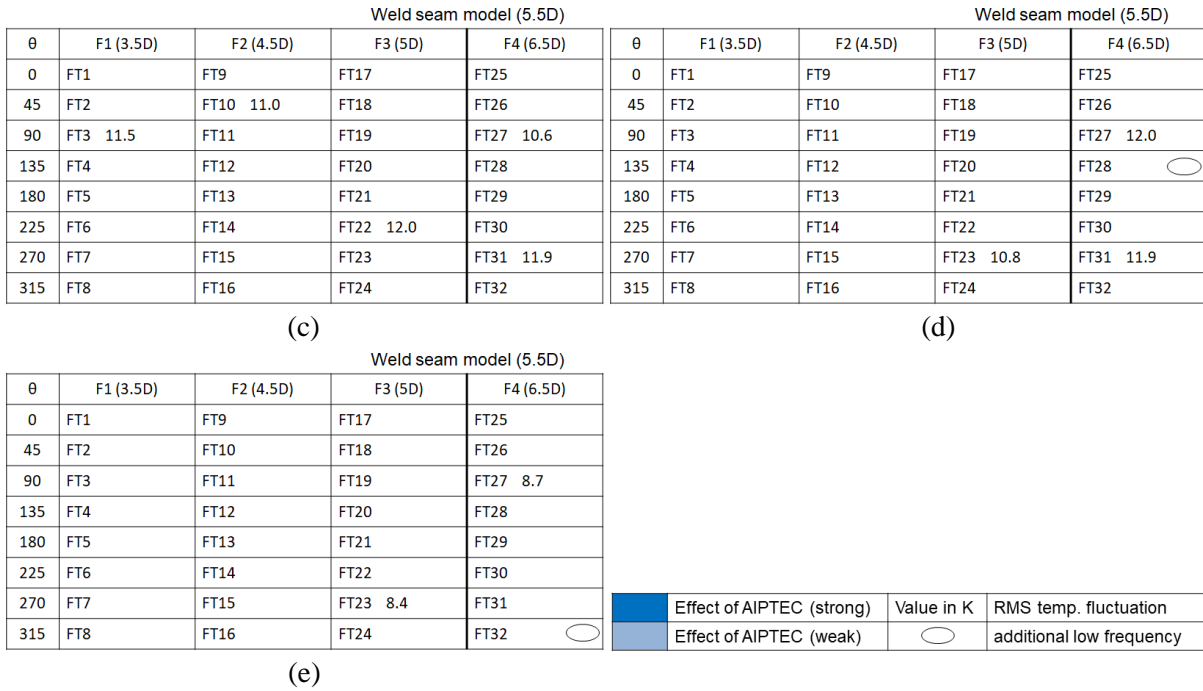 Weld seam model (5.5D)
θ F1 (3.5D) F2 (4.5D) F3 (5D) F4 (6.5D)
0 FT1 FT9 FT17 FT25
45 FT2 FT10 11.0 FT18 FT26
90 FT3 11.5 FT11 FT19 FT27 10.6
135 FT4 FT12 FT20 FT28
180 FT5 FT13 FT21 FT29
225 FT6 FT14 FT22 12.0 FT30
270 FT7 FT15 FT23 FT31 11.9
315 FT8 FT16 FT24 FT32
(c)
Weld seam model (5.5D)
θ F1 (3.5D) F2 (4.5D) F3 (5D) F4 (6.5D)
0 FT1 FT9 FT17 FT25
45 FT2 FT10 FT18 FT26
90 FT3 FT11 FT19 FT27 12.0
135 FT4 FT12 FT20 FT28
180 FT5 FT13 FT21 FT29
225 FT6 FT14 FT22 FT30
270 FT7 FT15 FT23 10.8 FT31 11.9
315 FT8 FT16 FT24 FT32
(d)
Weld seam model (5.5D)
θ F1 (3.5D) F2 (4.5D) F3 (5D) F4 (6.5D)
0 FT1 FT9 FT17 FT25
45 FT2 FT10 FT18 FT26
90 FT3 FT11 FT19 FT27 8.7
135 FT4 FT12 FT20 FT28
180 FT5 FT13 FT21 FT29
225 FT6 FT14 FT22 FT30
270 FT7 FT15 FT23 8.4 FT31
315 FT8 FT16 FT24 FT32
(e)
Effect of AIPTEC (strong) Value in K RMS temp. fluctuation
Effect of AIPTEC (weak) additional low frequency